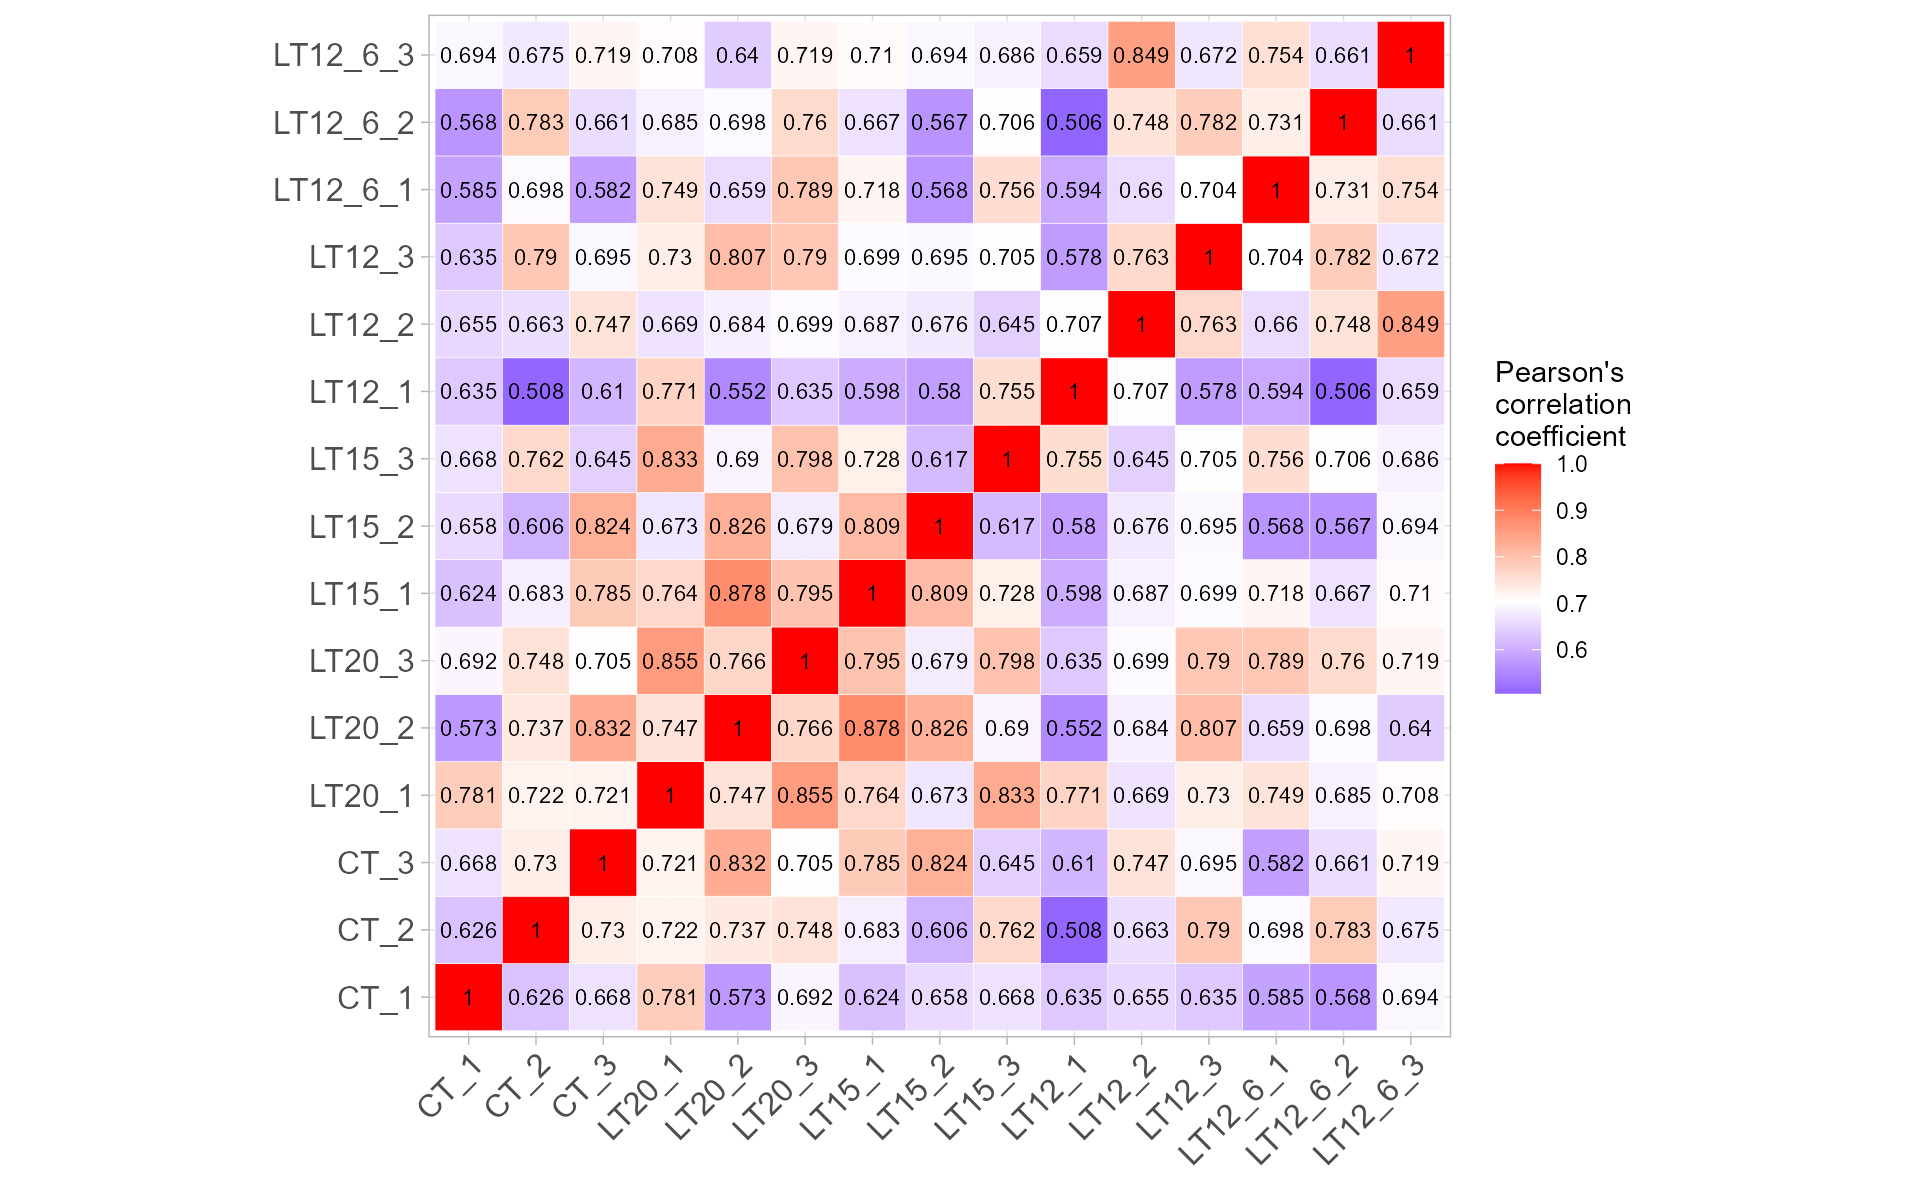 LT12_6_3 0.694 0.675 0.719 0.708 0.64 0.719 0.71 0.694 0.686 0.659 0.849 0.672 0.754 0.661 1
LT12_6_2 0.568 0.783 0.661 0.685 0.698 0.76 0.667 0.567 0.706 0.506 0.748 0.782 0.731 1 0.661
LT12_6_1 0.585 0.698 0.582 0.749 0.659 0.789 0.718 0.568 0.756 0.594 0.66 0.704 1 0.731 0.754
LT12_3 0.635 0.79 0.695 0.73 0.807 0.79 0.699 0.695 0.705 0.578 0.763 1 0.704 0.782 0.672
LT12_2 0.655 0.663 0.747 0.669 0.684 0.699 0.687 0.676 0.645 0.707 1 0.763 0.66 0.748 0.849
LT12_1 0.635 0.508 0.61 0.771 0.552 0.635 0.598 0.58 0.755 1 0.707 0.578 0.594 0.506 0.659
LT15_3 0.668 0.762 0.645 0.833 0.69 0.798 0.728 0.617 1 0.755 0.645 0.705 0.756 0.706 0.686
LT15_2 0.658 0.606 0.824 0.673 0.826 0.679 0.809 1 0.617 0.58 0.676 0.695 0.568 0.567 0.694
LT15_1 0.624 0.683 0.785 0.764 0.878 0.795 1 0.809 0.728 0.598 0.687 0.699 0.718 0.667 0.71
LT20_3 0.692 0.748 0.705 0.855 0.766 1 0.795 0.679 0.798 0.635 0.699 0.79 0.789 0.76 0.719
LT20_2 0.573 0.737 0.832 0.747 1 0.766 0.878 0.826 0.69 0.552 0.684 0.807 0.659 0.698 0.64
LT20_1 0.781 0.722 0.721 1 0.747 0.855 0.764 0.673 0.833 0.771 0.669 0.73 0.749 0.685 0.708
CT_3 0.668 0.73 1 0.721 0.832 0.705 0.785 0.824 0.645 0.61 0.747 0.695 0.582 0.661 0.719
CT_2 0.626 1 0.73 0.722 0.737 0.748 0.683 0.606 0.762 0.508 0.663 0.79 0.698 0.783 0.675
CT_1 1 0.626 0.668 0.781 0.573 0.692 0.624 0.658 0.668 0.635 0.655 0.635 0.585 0.568 0.694
CT_1 CT_2 CT_3 LT20_1 LT20_2 LT20_3 LT15_1 LT15_2 LT15_3 LT12_1 LT12_2 LT12_3 LT12_6_1 LT12_6_2 LT12_6_3
Pearson's
correlation
coefficient
1.0
0.9
0.8
0.7
0.6